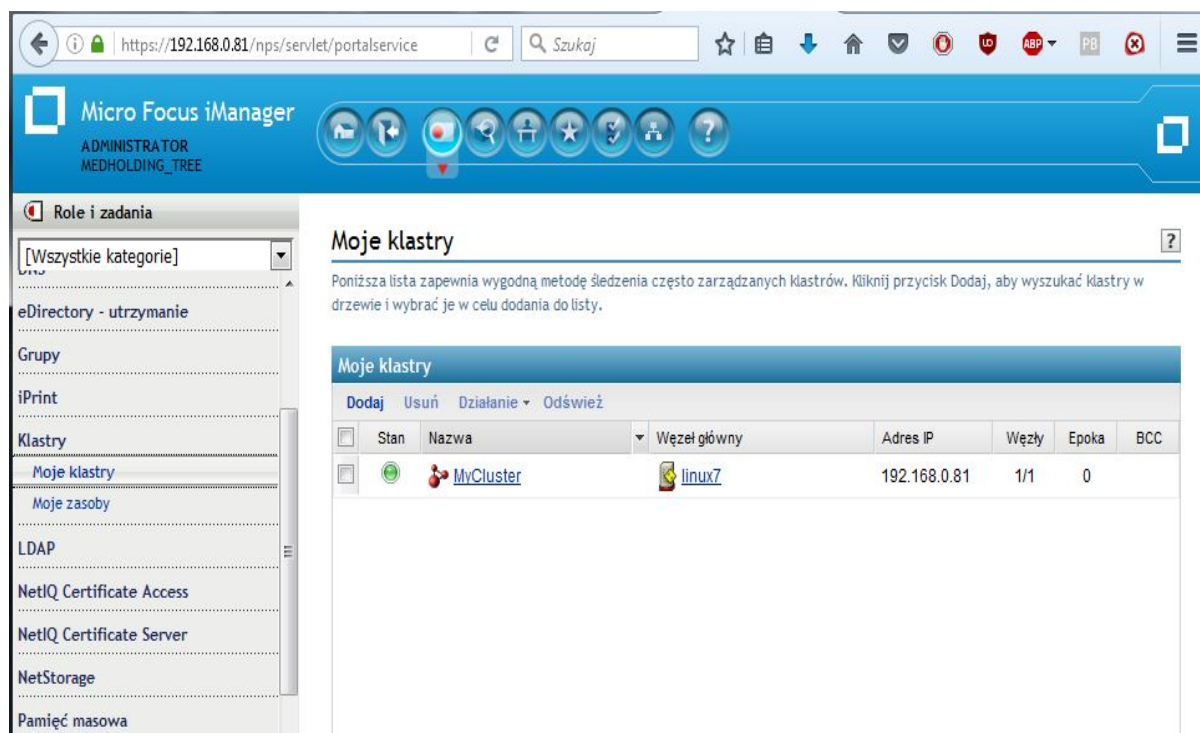 https://192.168.0.81/nps/servlet/portalservice
Szukaj
UD
ABP
PB
Micro Focus iManager
ADMINISTRATOR
MEDHOLDING_TREE
?
Role i zadania
[Wszystkie kategorie]
DNS
eDirectory - utrzymanie
Grupy
iPrint
Klastry
Moje klastry
Moje zasoby
LDAP
NetIQ Certificate Access
NetIQ Certificate Server
NetStorage
Pamięć masowa
Moje klastry
?
Poniższa lista zapewnia wygodną metodę śledzenia często zarządzanych klastrów. Kliknij przycisk Dodaj, aby wyszukać klastry w
drzewie i wybrać je w celu dodania do listy.
Moje klastry
Dodaj Usuń Działanie Odśwież
Stan Nazwa Węzeł główny Adres IP Węzły Epoka BCC
MyCluster linux7 192.168.0.81 1/1 0